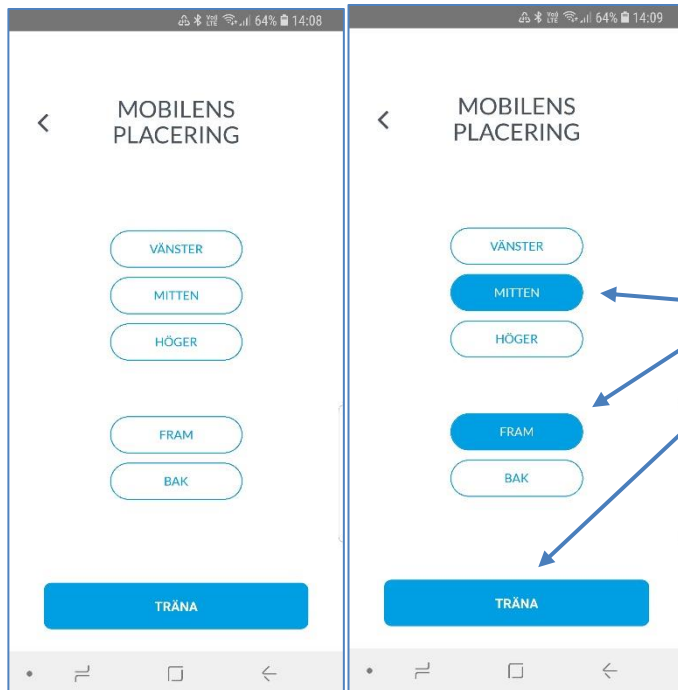 64% 14:08
MOBILENS
PLACERING
VÄNSTER
MITTEN
HÖGER
FRAM
BAK
TRÄNA
64% 14:09
MOBILENS
PLACERING
VÄNSTER
MITTEN
HÖGER
FRAM
BAK
TRÄNA